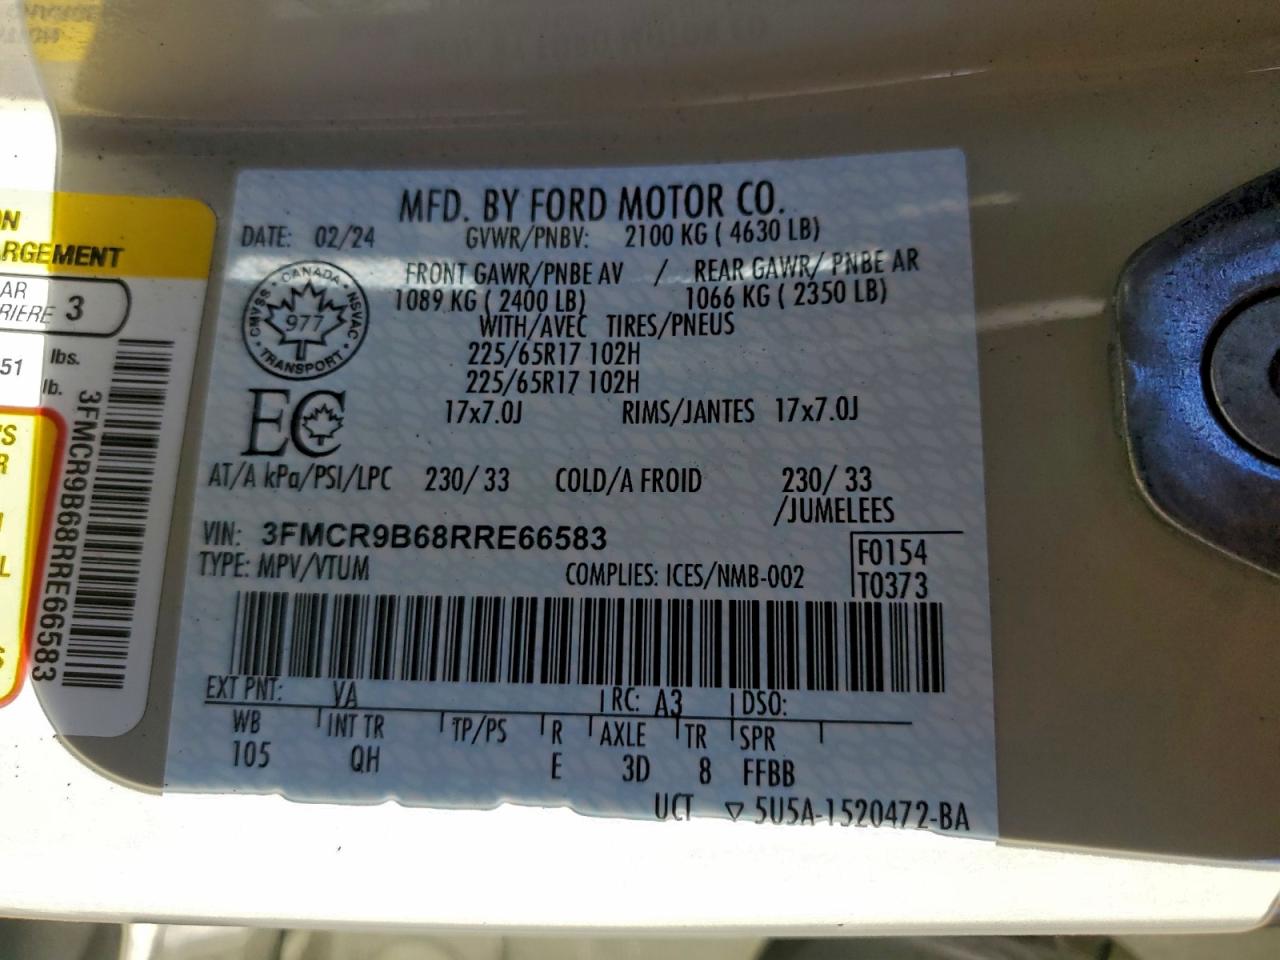 MFD. BY FORD MOTOR CO.
DATE: 02/24 GVWR/PNBV: 2100 KG ( 4630 LB)
FRONT GAWR/PNBE AV / REAR GAWR/ PNBE AR
1089 KG ( 2400 LB) 1066 KG ( 2350 LB)
WITH/AVEC TIRES/PNEUS
225/65R17 102H
225/65R17 102H
17x7.0J RIMS/JANTES 17x7.0J
CANADA
CMVSS NSVAC
977
TRANSPORT
EC
AT/A kPa/PSI/LPC 230/ 33 COLD/A FROID 230/ 33
/JUMELEES
VIN: 3FMCR9B68RRE66583
F0154
TYPE: MPV/VTUM COMPLIES: ICES/NMB-002
T0373
EXT PNT: VA RC: A3 DSO:
WB INT TR TP/PS R AXLE TR SPR
105 QH E 3D 8 FFBB
UCT ▽ 5U5A-1520472-BA
ON
ARGEMENT
AR
RIERE 3
51 lbs.
lb.
3FMCR9B68RRE66583